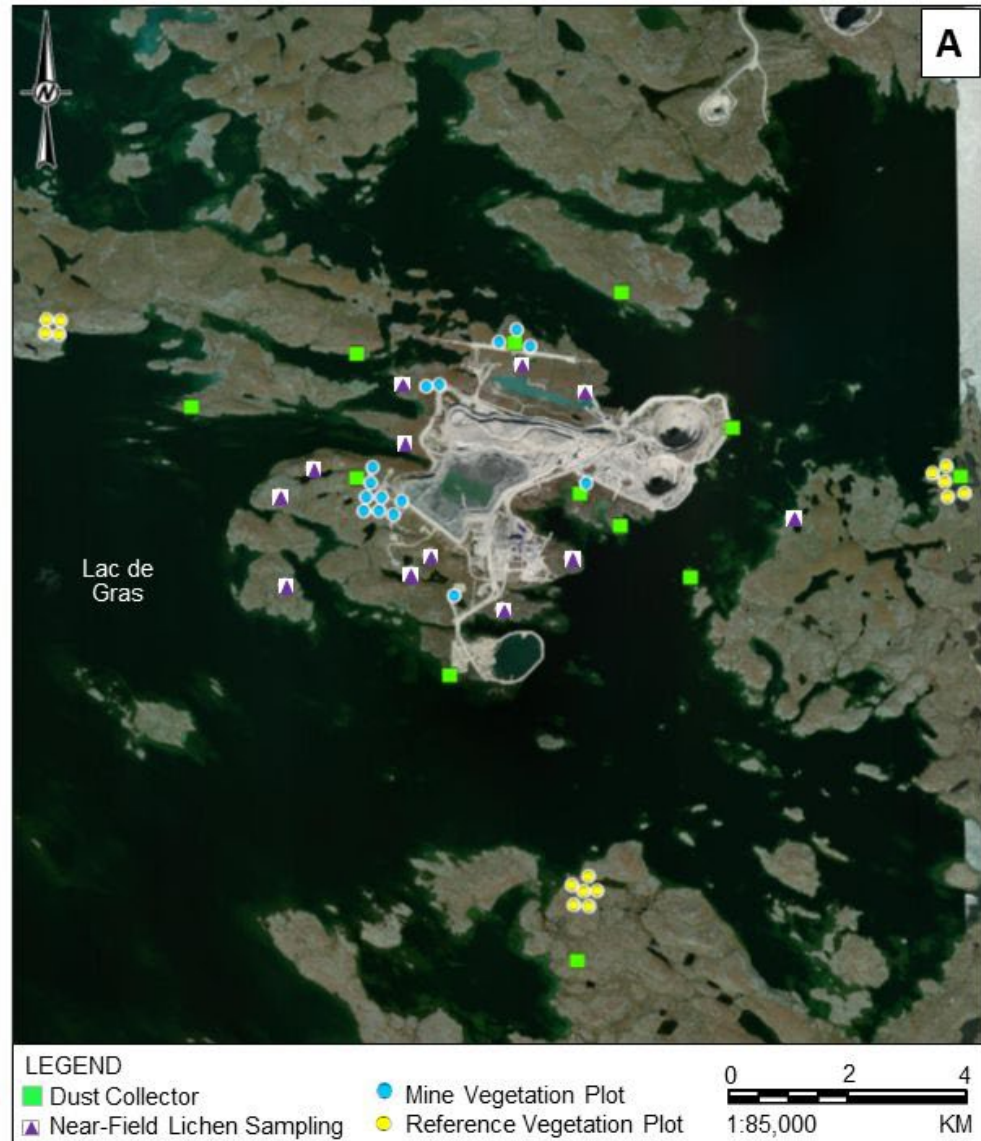 A
N
Lac de
Gras
LEGEND
Dust Collector
Near-Field Lichen Sampling
Mine Vegetation Plot
Reference Vegetation Plot
0 2 4
1:85,000 KM